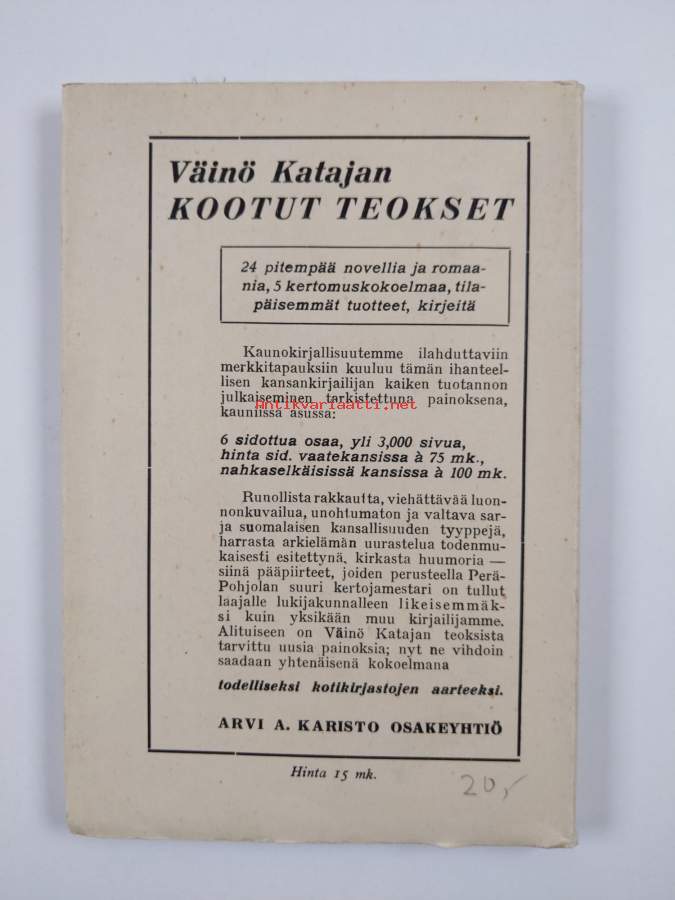 Väinö Katajan
KOOTUT TEOKSET
24 pitempää novellia ja romaa-
nia, 5 kertomuskokoelmaa, tila-
päisemmät tuotteet, kirjeitä
Kaunokirjallisuutemme ilahduttaviin
merkkitapauksiin kuuluu tämän ihanteel-
lisen kansankirjailijan kaiken tuotannon
julkaiseminen tarkistettuna painoksena,
Antikvariaatti.net
kauniissa asussa:
6 sidottua osaa, yli 3,000 sivua,
hinta sid. vaatekansissa à 75 mk.,
nahkaselkäisissä kansissa à 100 mk.
Runollista rakkautta, viehättävää luon-
nonkuvailua, unohtumaton ja valtava sar-
ja suomalaisen kansallisuuden tyyppejä,
harrasta arkielämän uurastelua todenmu-
kaisesti esitettynä, kirkasta huumoria —
siinä pääpiirteet, joiden perusteella Perä-
Pohjolan suuri kertojamestari on tullut
laajalle lukijakunnalleen likeisemmäk-
si kuin yksikään muu kirjailijamme.
Alituiseen on Väinö Katajan teoksista
tarvittu uusia painoksia; nyt ne vihdoin
saadaan yhtenäisenä kokoelmana
todelliseksi kotikirjastojen aarteeksi.
ARVI A. KARISTO OSAKEYHTIÖ
Hinta 15 mk.
20,-